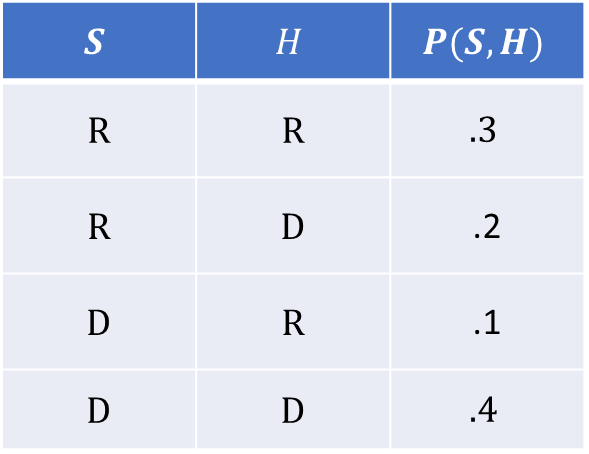 S H P(S, H)
R R .3
R D .2
D R .1
D D .4